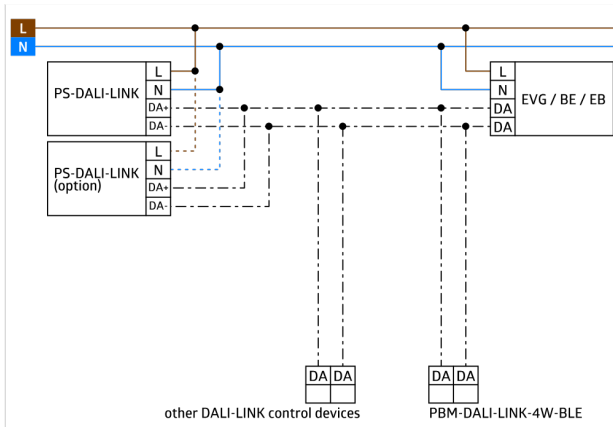 L
N
PS-DALI-LINK
L
N
DA+
DA-
EVG / BE / EB
L
N
DA
DA
PS-DALI-LINK
(option)
L
N
DA+
DA-
DA DA
DA DA
other DALI-LINK control devices
PBM-DALI-LINK-4W-BLE